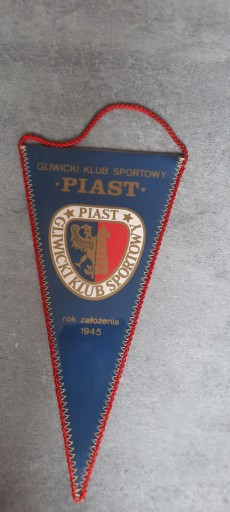 GLIWICKI KLUB SPORTOWY
·PIAST·
PIAST
GLIWICKI KLUB SPORTOWY
rok założenia
1945